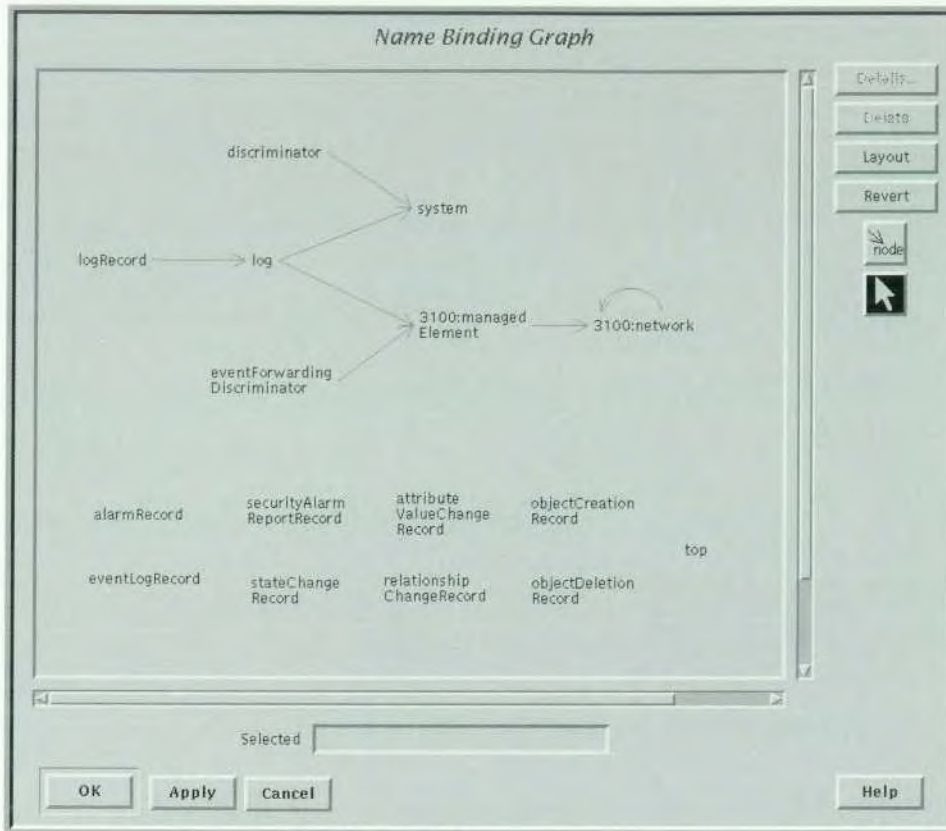 Name Binding Graph
Details...
Delete
Layout
Revert
node
discriminator
system
logRecord
log
3100:managed
Element
3100:network
eventForwarding
Discriminator
alarmRecord
securityAlarm
ReportRecord
attribute
ValueChange
Record
objectCreation
Record
top
eventLogRecord
stateChange
Record
relationship
ChangeRecord
objectDeletion
Record
Selected
OK
Apply
Cancel
Help